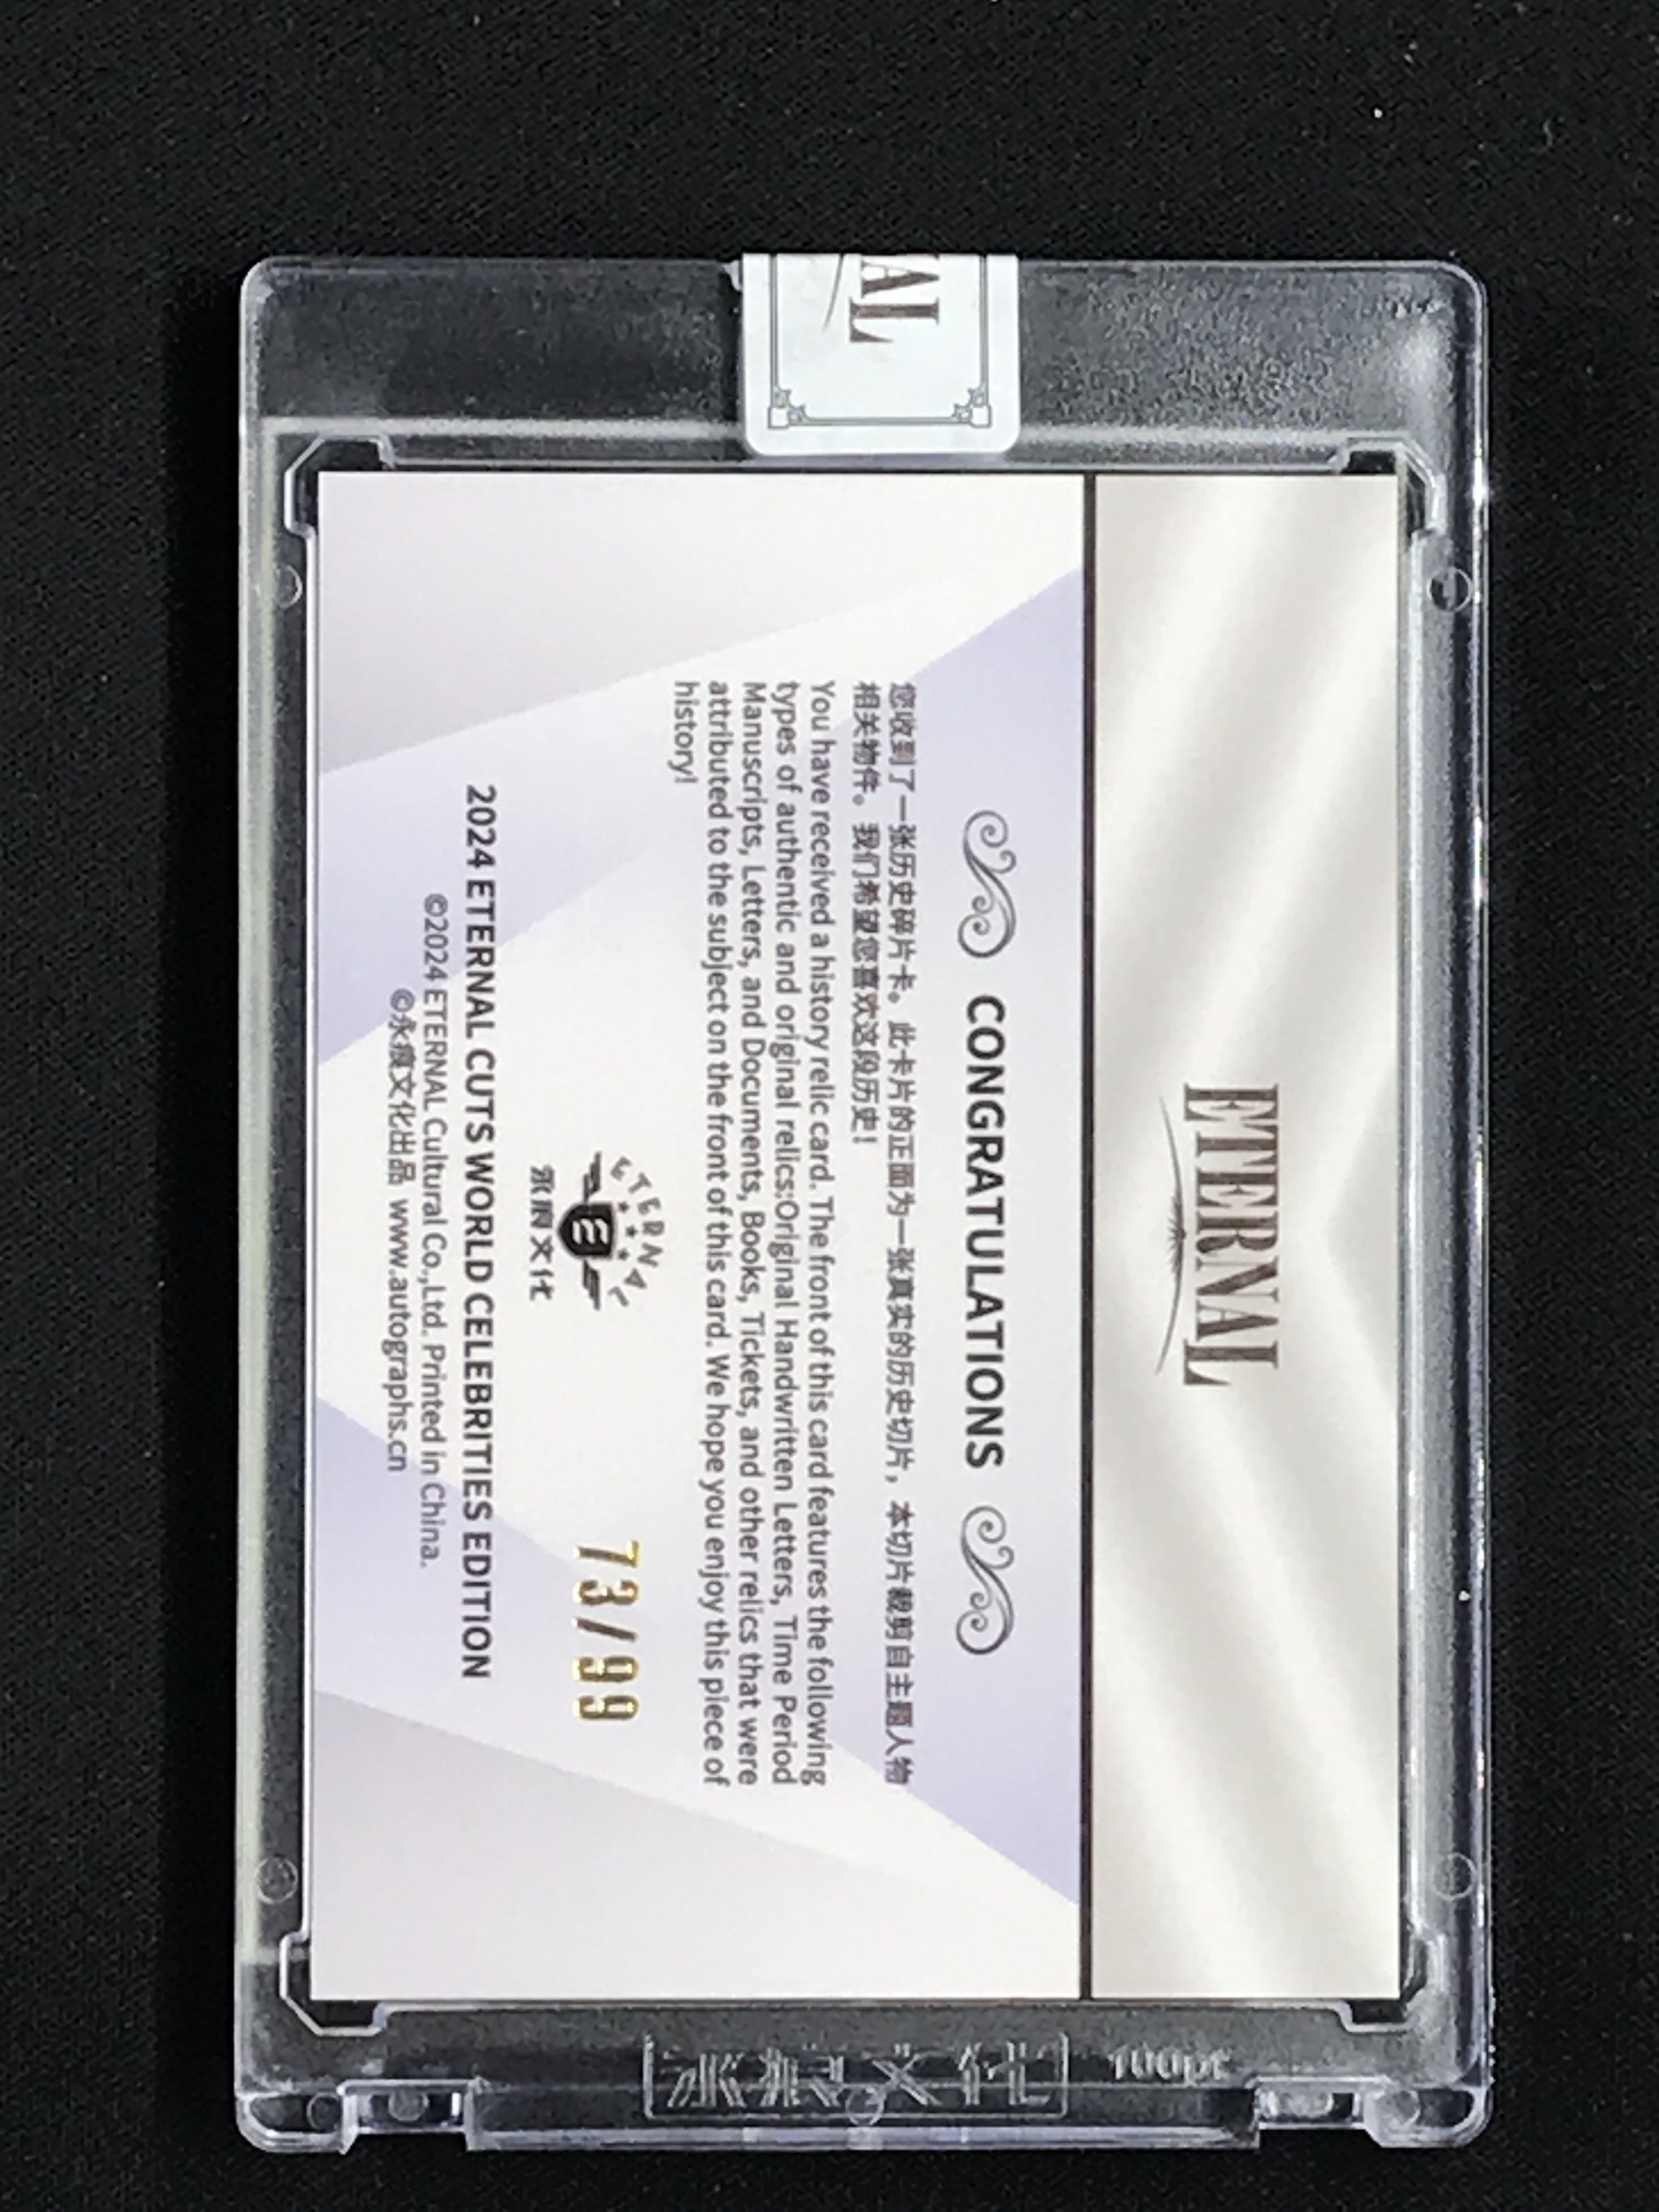 AL
ETERNAL
CONGRATULATIONS
您收到了一张历史碎片卡。此卡片的正面为一张真实的历史切片，本切片裁剪自主题人物
相关物件。我们希望您喜欢这段历史！
You have received a history relic card. The front of this card features the following
types of authentic and original relics:Original Handwritten Letters, Time Period
Manuscripts, Letters, and Documents, Books, Tickets, and other relics that were
attributed to the subject on the front of this card. We hope you enjoy this piece of
history!
ETERNAL
E
永痕文化
73/99
2024 ETERNAL CUTS WORLD CELEBRITIES EDITION
©2024 ETERNAL Cultural Co.,Ltd. Printed in China.
©永痕文化出品 www.autographs.cn
永痕文化
100pt